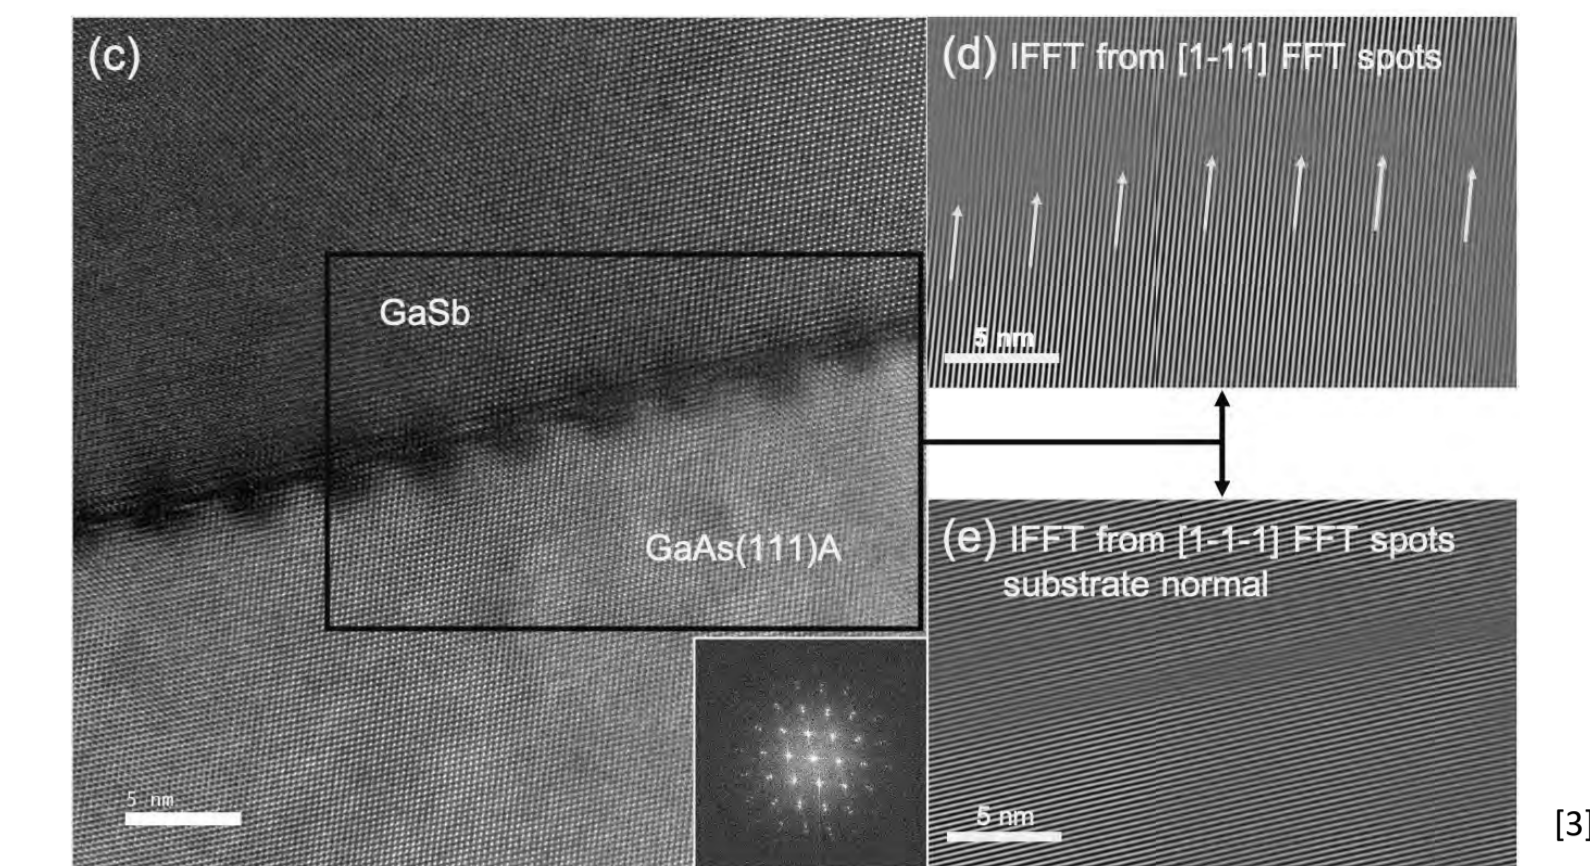 (c)
GaSb
GaAs(111)A
5 nm
(d) IFFT from [1-11] FFT spots
5 nm
(e) IFFT from [1-1-1] FFT spots
substrate normal
5 nm
[3]